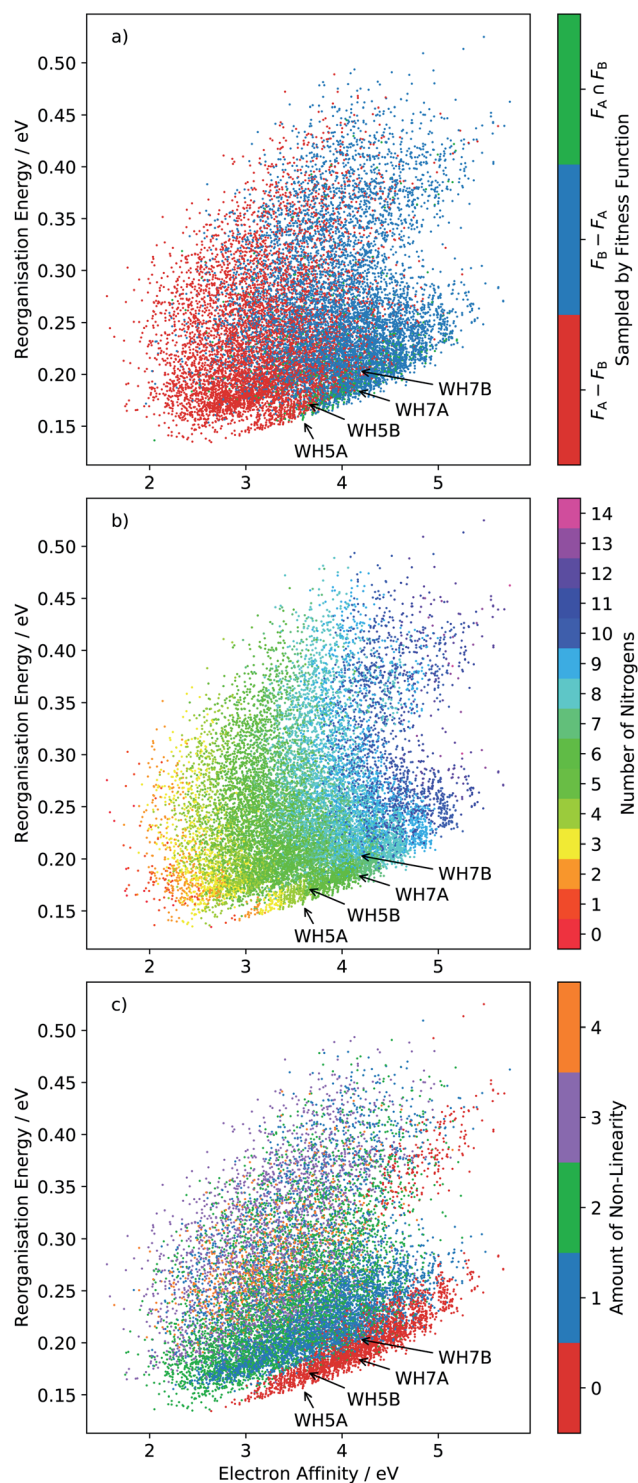 a)
Reorganisation Energy / eV
0.50
0.45
0.40
0.35
0.30
0.25
0.20
0.15
2
3
4
5
WH7B
WH7A
WH5B
WH5A
F_A ∩ F_B
F_B − F_A
F_A − F_B
Sampled by Fitness Function
b)
Reorganisation Energy / eV
0.50
0.45
0.40
0.35
0.30
0.25
0.20
0.15
2
3
4
5
WH7B
WH7A
WH5B
WH5A
14
13
12
11
10
9
8
7
6
5
4
3
2
1
0
Number of Nitrogens
c)
Reorganisation Energy / eV
0.50
0.45
0.40
0.35
0.30
0.25
0.20
0.15
2
3
4
5
WH7B
WH7A
WH5B
WH5A
Electron Affinity / eV
4
3
2
1
0
Amount of Non-Linearity